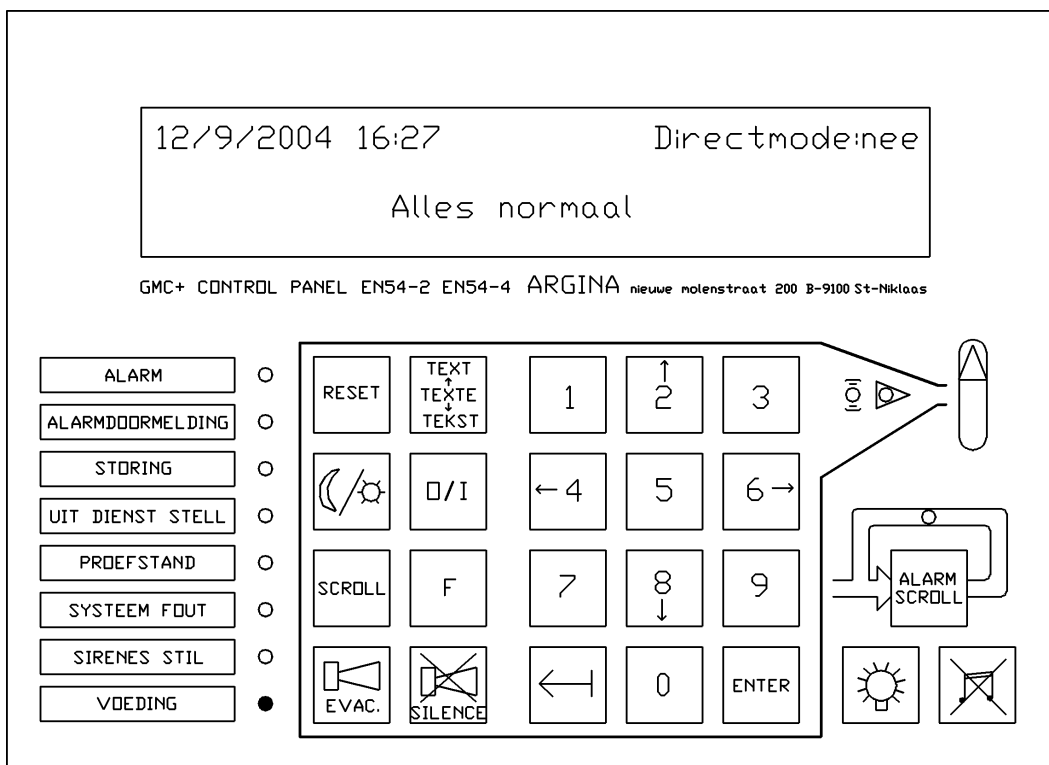 12/9/2004 16:27 Directmode:nee
Alles normaal
GMC+ CONTROL PANEL EN54-2 EN54-4 ARGINA nieuwe molenstraat 200 B-9100 St-Niklaas
ALARM
ALARMDOORMELDING
STORING
UIT DIENST STELL
PROEFSTAND
SYSTEEM FOUT
SIRENES STIL
VOEDING
RESET
TEXT
↑
TEXTE
↓
TEKST
1
↑
2
3
/
O/I
←4
5
6→
SCROLL
F
7
8
↓
9
EVAC.
SILENCE
0
ENTER
ALARM
SCROLL